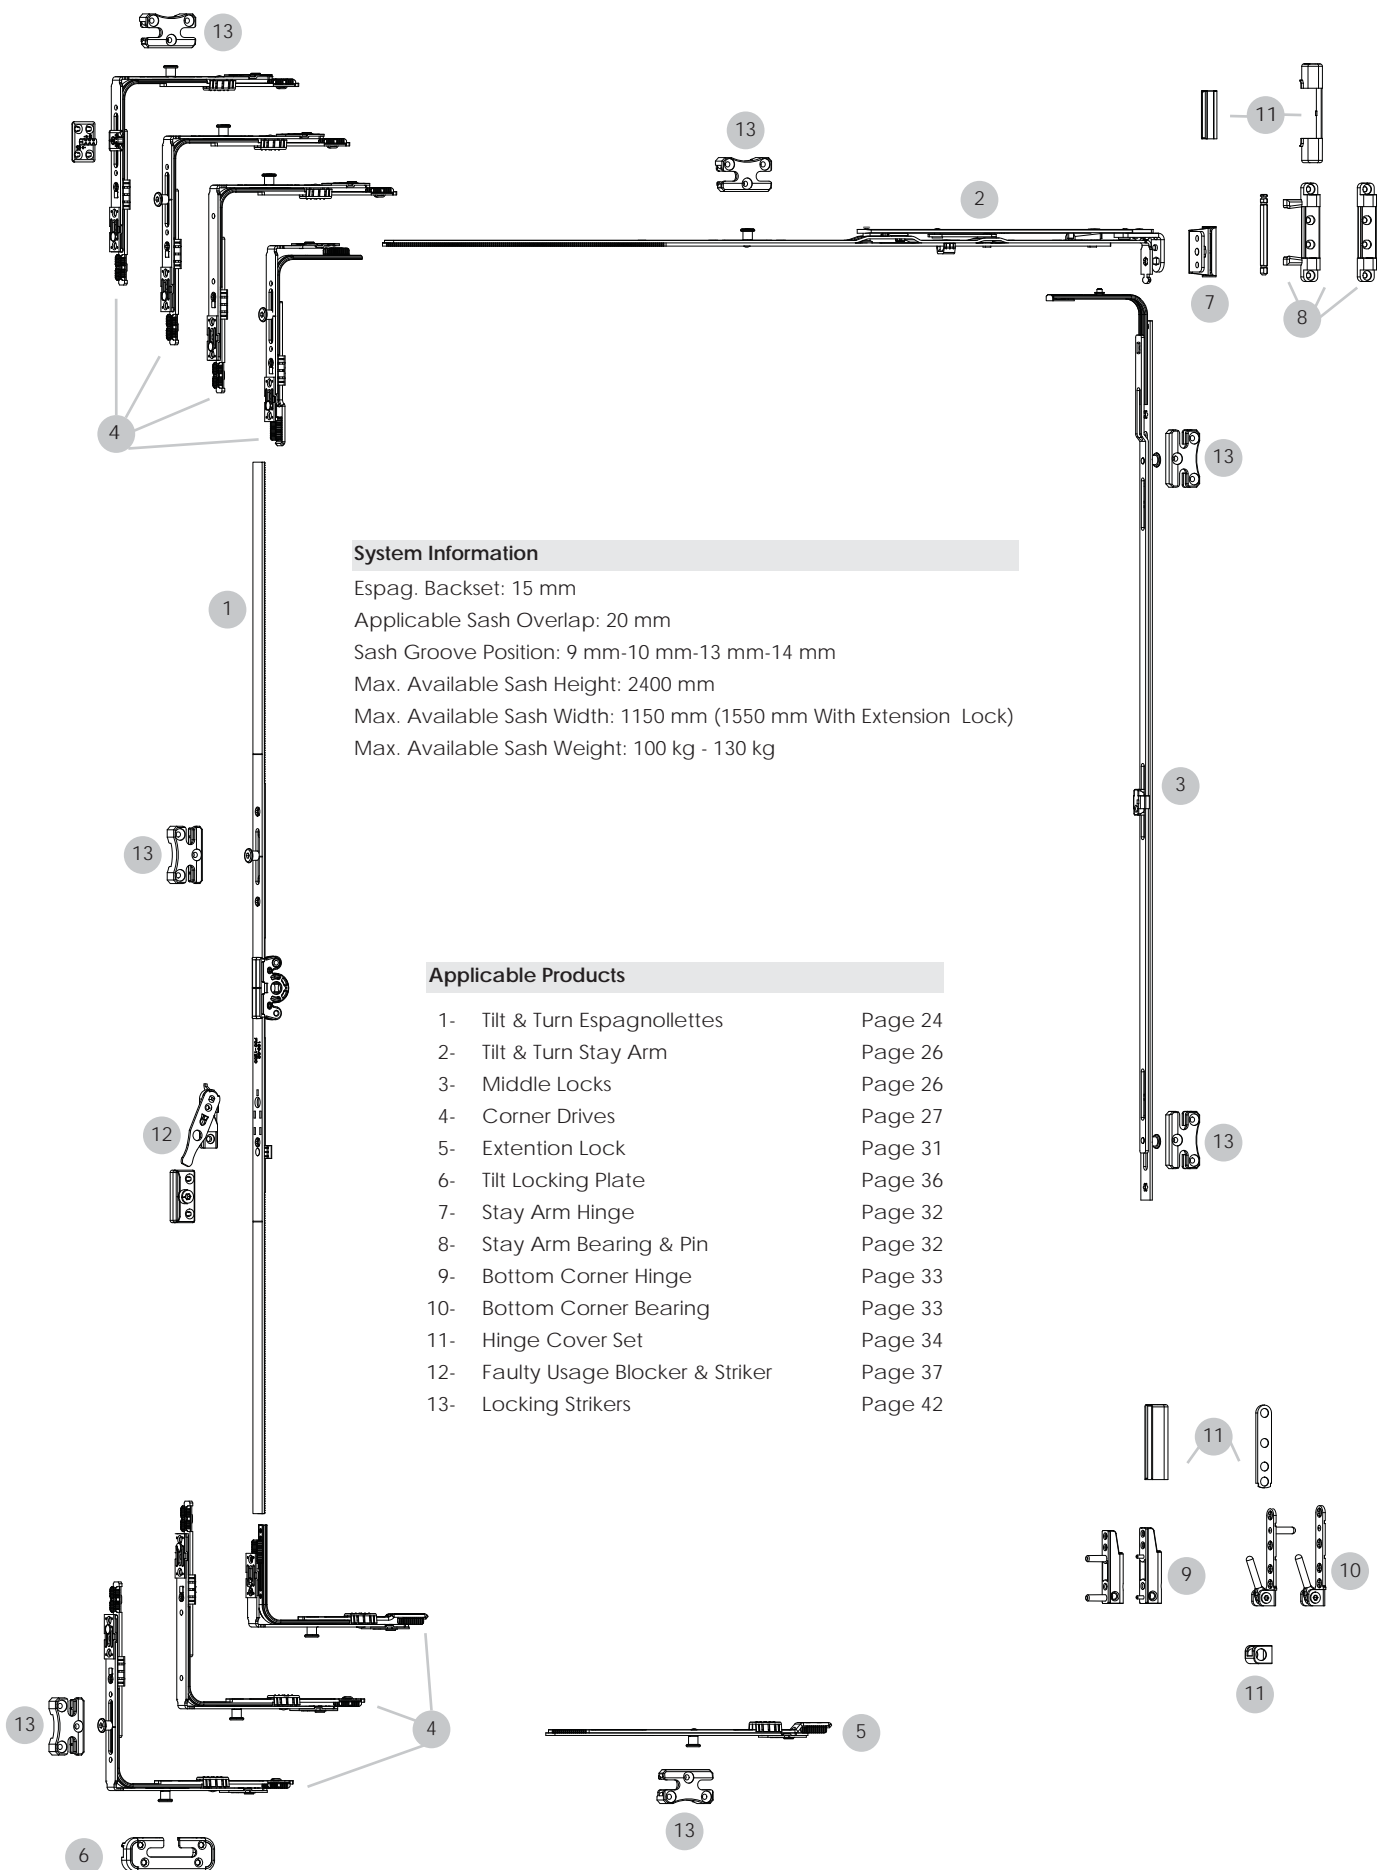 13
11
13
2
7
8
4
13
System Information
Espag. Backset: 15 mm
1
Applicable Sash Overlap: 20 mm
Sash Groove Position: 9 mm-10 mm-13 mm-14 mm
Max. Available Sash Height: 2400 mm
Max. Available Sash Width: 1150 mm (1550 mm With Extension Lock)
Max. Available Sash Weight: 100 kg - 130 kg
3
13
Applicable Products
1- Tilt & Turn Espagnollettes Page 24
2- Tilt & Turn Stay Arm Page 26
3- Middle Locks Page 26
4- Corner Drives Page 27
12
13
5- Extention Lock Page 31
6- Tilt Locking Plate Page 36
7- Stay Arm Hinge Page 32
8- Stay Arm Bearing & Pin Page 32
9- Bottom Corner Hinge Page 33
10- Bottom Corner Bearing Page 33
11- Hinge Cover Set Page 34
12- Faulty Usage Blocker & Striker Page 37
13- Locking Strikers Page 42
11
9
10
11
13
4
5
13
6